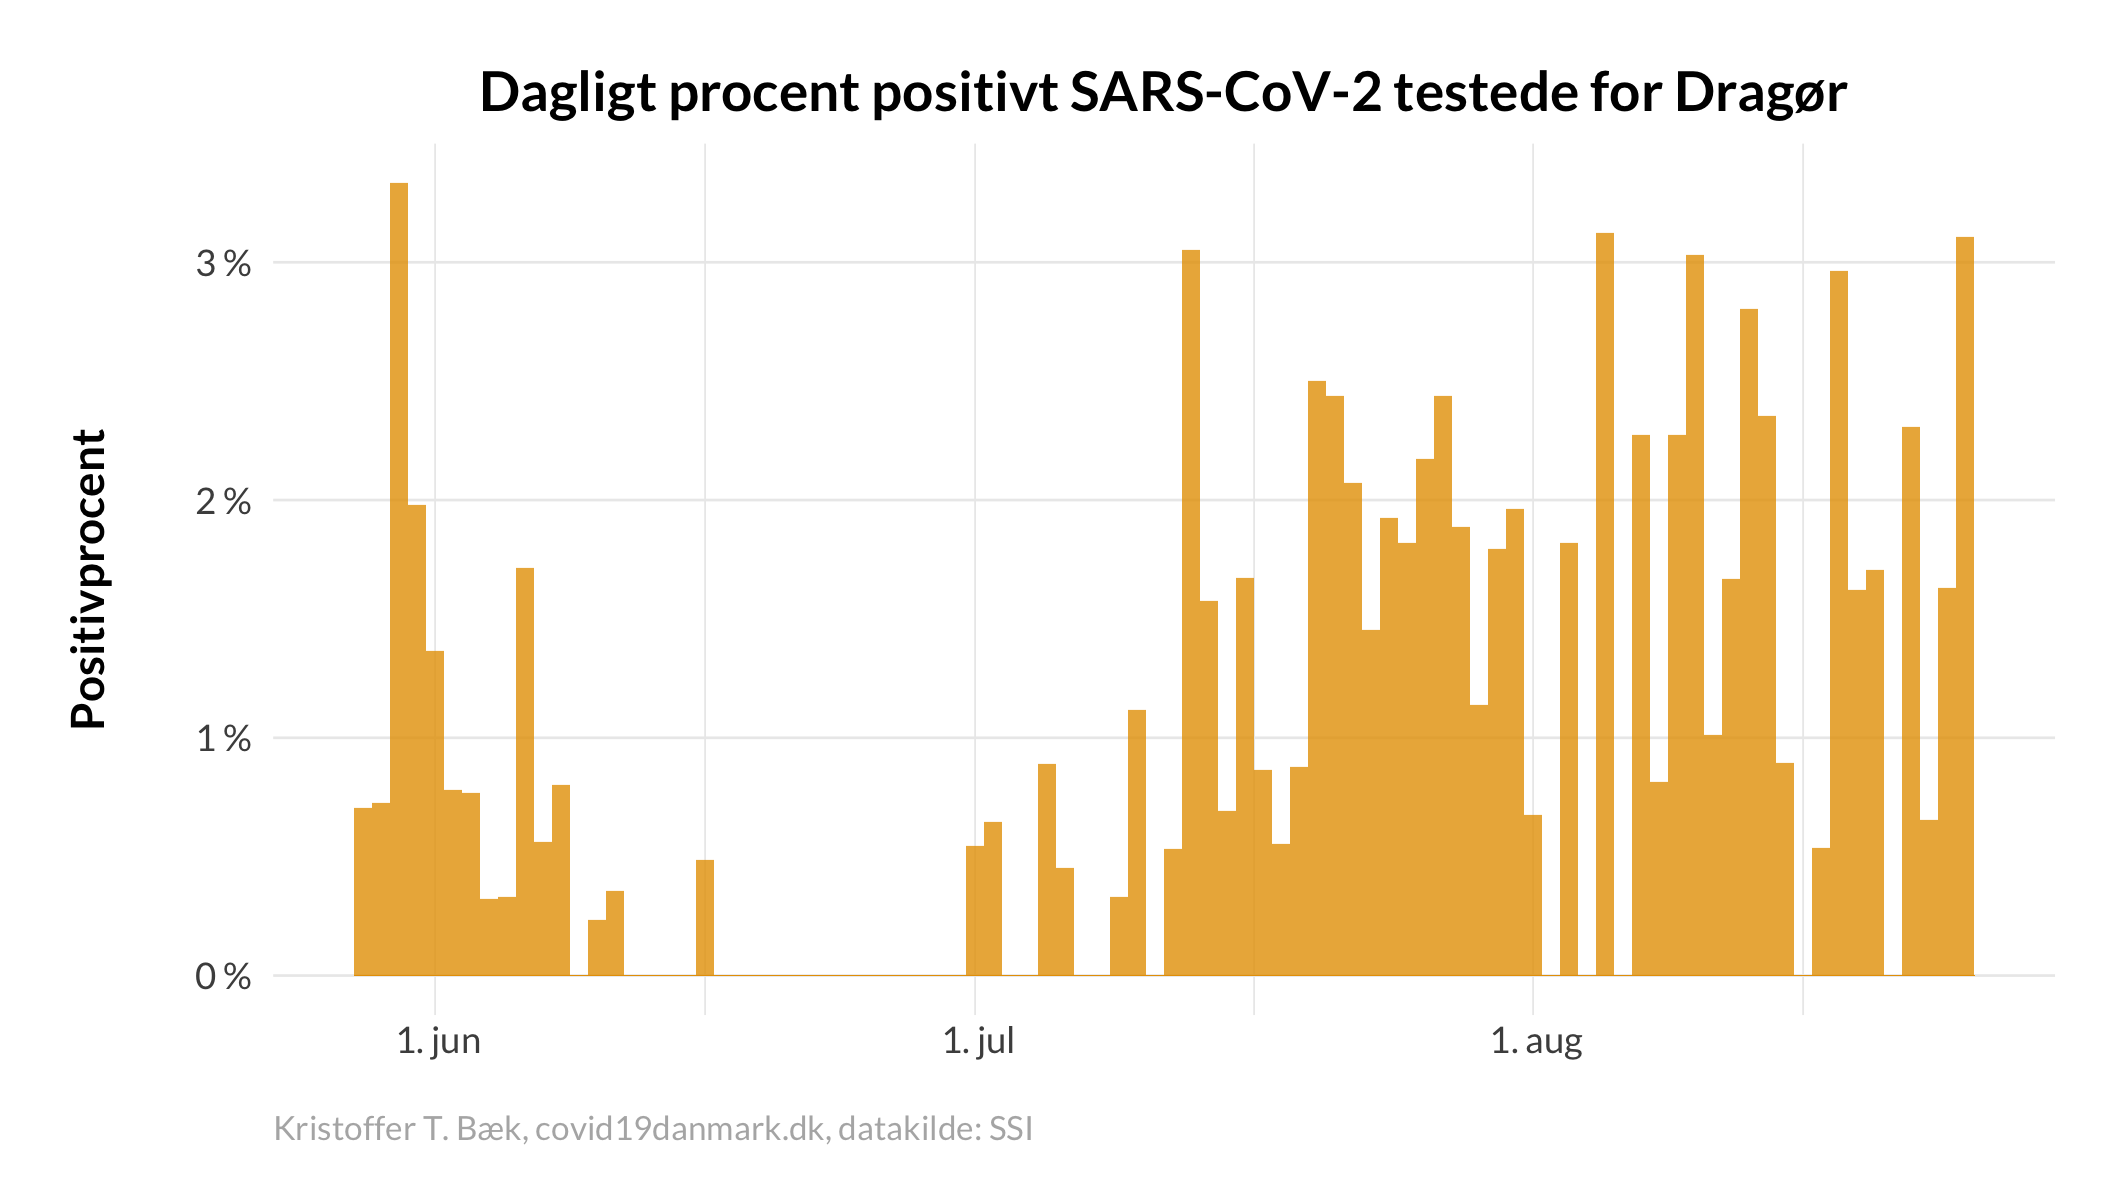 Dagligt procent positivt SARS-CoV-2 testede for Dragør
Positivprocent
3 %
2 %
1 %
0 %
1. jun
1. jul
1. aug
Kristoffer T. Bæk, covid19danmark.dk, datakilde: SSI